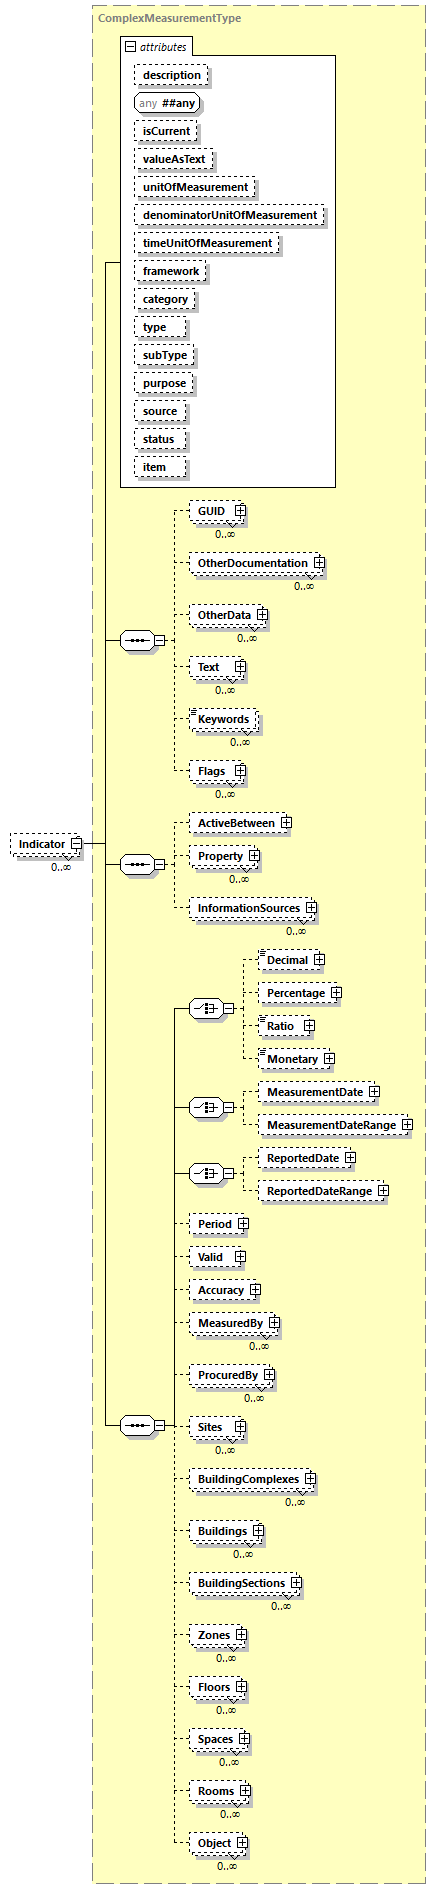 ComplexMeasurementType
attributes
description
any ##any
isCurrent
valueAsText
unitOfMeasurement
denominatorUnitOfMeasurement
timeUnitOfMeasurement
framework
category
type
subType
purpose
source
status
item
GUID
0..∞
OtherDocumentation
0..∞
OtherData
0..∞
Text
0..∞
Keywords
0..∞
Flags
0..∞
Indicator
0..∞
ActiveBetween
Property
0..∞
InformationSources
0..∞
Decimal
Percentage
Ratio
Monetary
MeasurementDate
MeasurementDateRange
ReportedDate
ReportedDateRange
Period
Valid
Accuracy
MeasuredBy
0..∞
ProcuredBy
0..∞
Sites
0..∞
BuildingComplexes
0..∞
Buildings
0..∞
BuildingSections
0..∞
Zones
0..∞
Floors
0..∞
Spaces
0..∞
Rooms
0..∞
Object
0..∞